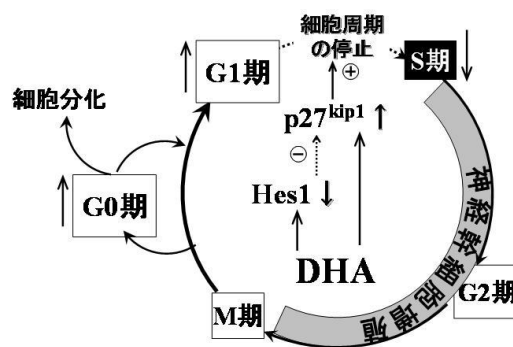 細胞周期
の停止
G1期
S期
細胞分化
⊕
p27kip1 ↑
⊖
G0期
Hes1 ↓
神経幹細胞増殖
DHA
G2期
M期